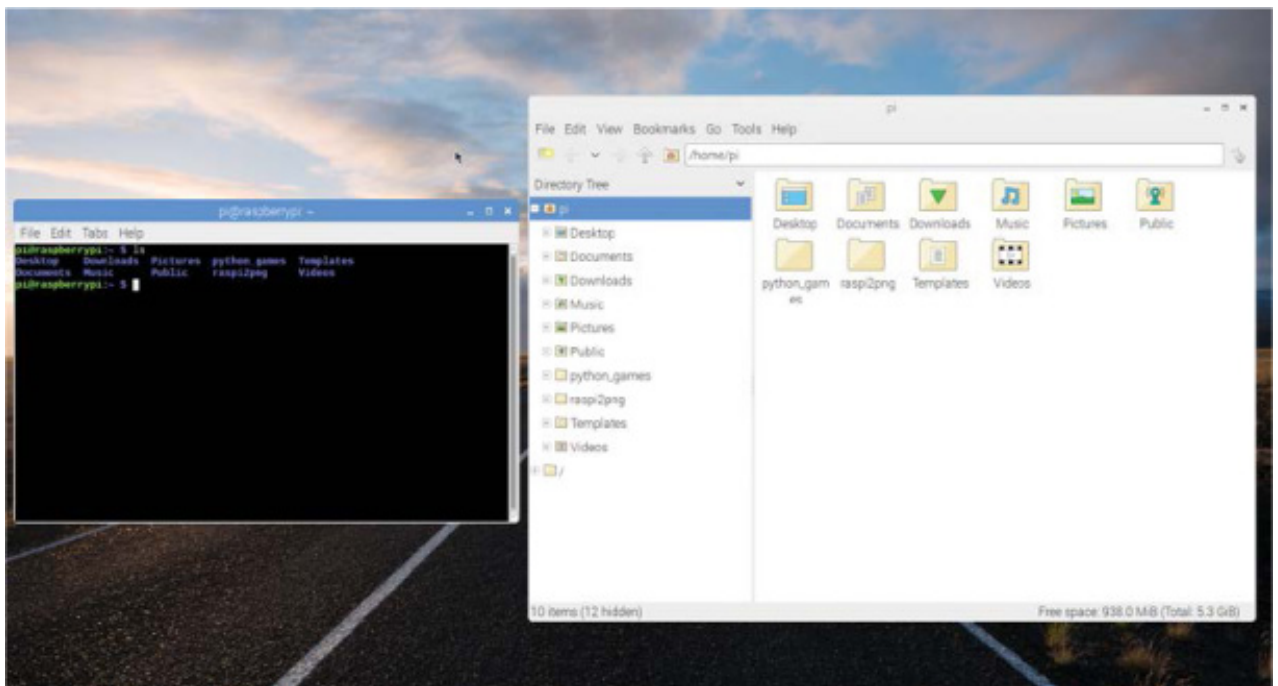 pi@raspberrypi: ~
File Edit Tabs Help
pi@raspberrypi:~ $ ls
Desktop Downloads Pictures python_games Templates
Documents Music Public raspi2png Videos
pi@raspberrypi:~ $
pi
File Edit View Bookmarks Go Tools Help
/home/pi
Directory Tree
pi
Desktop
Documents
Downloads
Music
Pictures
Public
python_games
raspi2png
Templates
Videos
/
Desktop Documents Downloads Music Pictures Public
python_gam raspi2png Templates Videos
es
10 items (12 hidden)
Free space: 938.0 MiB (Total: 5.3 GiB)